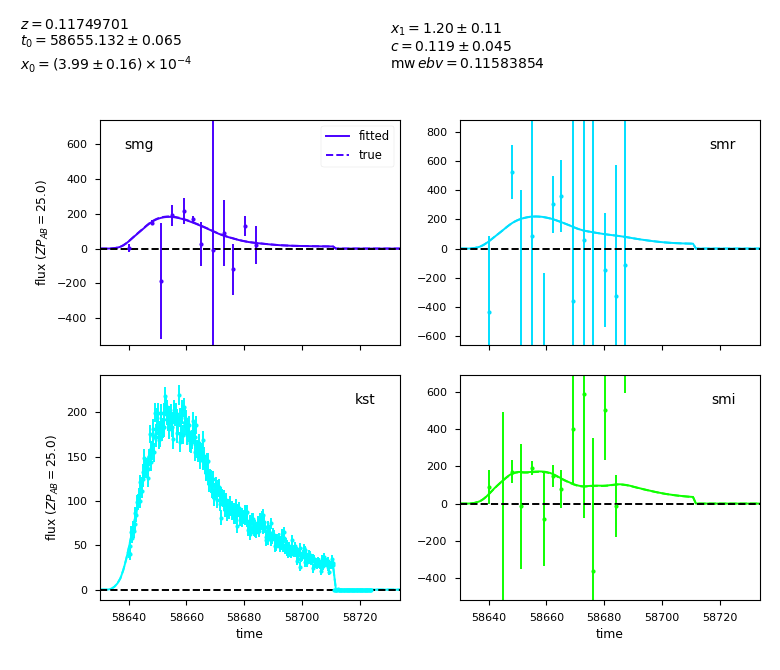 z = 0.11749701
t₀ = 58655.132 ± 0.065
x₀ = (3.99 ± 0.16) × 10⁻⁴
x₁ = 1.20 ± 0.11
c = 0.119 ± 0.045
mw ebv = 0.11583854
smg
fitted
true
600
400
200
0
−200
−400
flux (ZP_AB = 25.0)
smr
800
600
400
200
0
−200
−400
−600
kst
200
150
100
50
0
flux (ZP_AB = 25.0)
58640 58660 58680 58700 58720
time
smi
600
400
200
0
−200
−400
58640 58660 58680 58700 58720
time